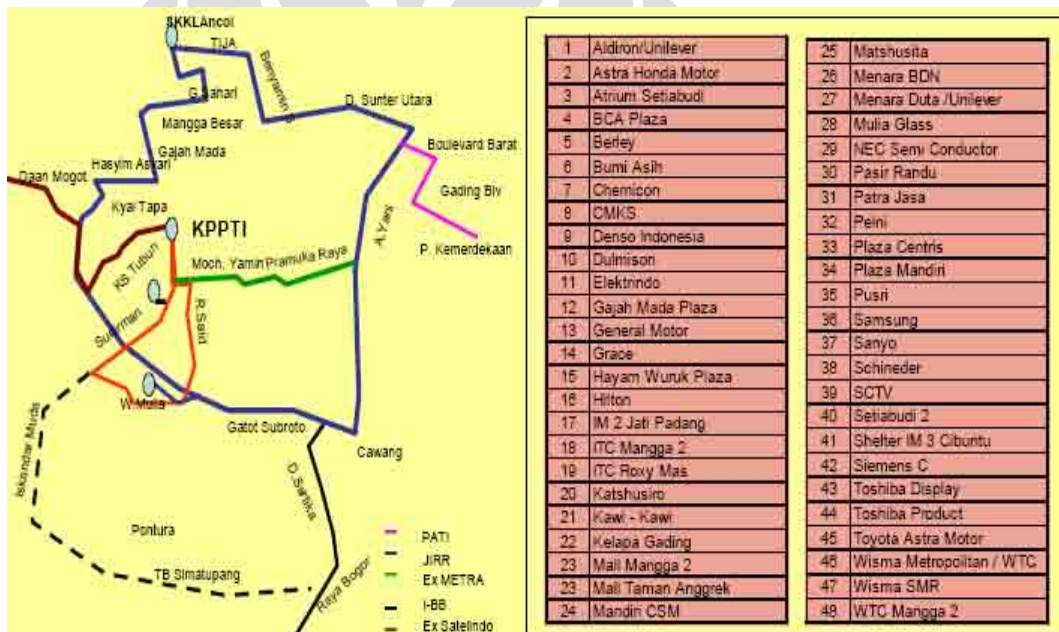 SKKLAncol
TIJA
Benyamin S
G.Sahari
D. Sunter Utara
Mangga Besar
Boulevard Barat
Gajah Mada
Hasyim Asyari
Daan Mogot
Gading Blv
Kyai Tapa
KPPTI
A.Yani
P. Kemerdekaan
Moch. Yamin
Pramuka Raya
KS. Tubun
Sudirman
R.Said
W.Mulia
Gatot Subroto
Cawang
Iskandar Muda
D.Sartika
Pontura
TB Simatupang
Raya Bogor
PATI
JIRR
Ex METRA
I-BB
Ex Satelindo
1 Aldiron/Unilever
2 Astra Honda Motor
3 Atrium Setiabudi
4 BCA Plaza
5 Berley
6 Bumi Asih
7 Chemicon
8 CMKS
9 Denso Indonesia
10 Dulmison
11 Elektrindo
12 Gajah Mada Plaza
13 General Motor
14 Grace
15 Hayam Wuruk Plaza
16 Hilton
17 IM 2 Jati Padang
18 ITC Mangga 2
19 ITC Roxy Mas
20 Katshusiro
21 Kawi - Kawi
22 Kelapa Gading
23 Mall Mangga 2
23 Mall Taman Anggrek
24 Mandiri CSM
25 Matshusita
26 Menara BDN
27 Menara Duta /Unilever
28 Mulia Glass
29 NEC Semi Conductor
30 Pasir Randu
31 Patra Jasa
32 Pelni
33 Plaza Centris
34 Plaza Mandiri
35 Pusri
36 Samsung
37 Sanyo
38 Schineder
39 SCTV
40 Setiabudi 2
41 Shelter IM 3 Cibuntu
42 Siemens C
43 Toshiba Display
44 Toshiba Product
45 Toyota Astra Motor
46 Wisma Metropolitan / WTC
47 Wisma SMR
48 WTC Mangga 2